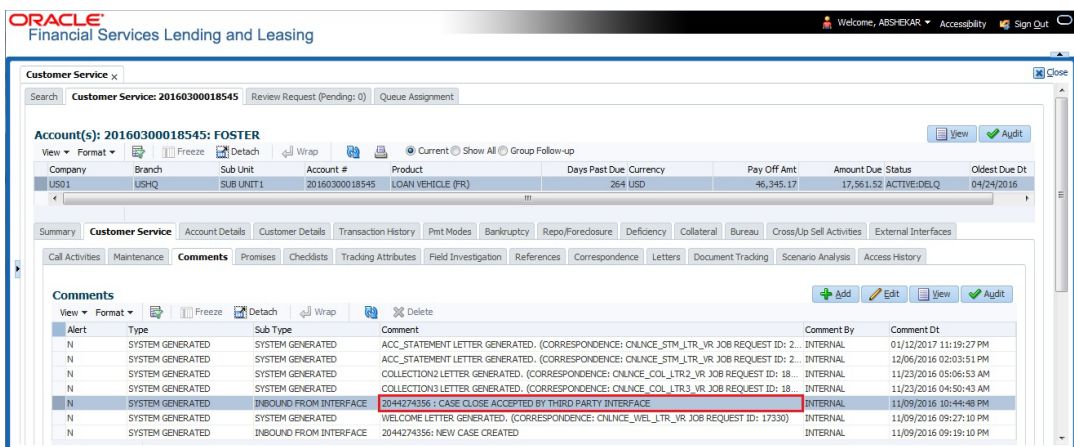 ORACLE
Welcome, ABSHEKAR Accessibility Sign Out
Financial Services Lending and Leasing
Customer Service x
Close
Search Customer Service: 20160300018545 Review Request (Pending: 0) Queue Assignment
Account(s): 20160300018545: FOSTER
View Audit
View Format Freeze Detach Wrap Current Show All Group Follow-up
Company Branch Sub Unit Account # Product Days Past Due Currency Pay Off Amt Amount Due Status Oldest Due Dt
US01 USHQ SUB UNIT1 20160300018545 LOAN VEHICLE (FR) 264 USD 46,345.17 17,561.52 ACTIVE:DELQ 04/24/2016
Summary Customer Service Account Details Customer Details Transaction History Pmt Modes Bankruptcy Repo/Foreclosure Deficiency Collateral Bureau Cross/Up Sell Activities External Interfaces
Call Activities Maintenance Comments Promises Checklists Tracking Attributes Field Investigation References Correspondence Letters Document Tracking Scenario Analysis Access History
Comments
Add Edit View Audit
View Format Freeze Detach Wrap Delete
Alert Type Sub Type Comment Comment By Comment Dt
N SYSTEM GENERATED SYSTEM GENERATED ACC_STATEMENT LETTER GENERATED. (CORRESPONDENCE: CNLNCE_STM_LTR_VR JOB REQUEST ID: 2... INTERNAL 01/12/2017 11:19:27 PM
N SYSTEM GENERATED SYSTEM GENERATED ACC_STATEMENT LETTER GENERATED. (CORRESPONDENCE: CNLNCE_STM_LTR_VR JOB REQUEST ID: 2... INTERNAL 12/06/2016 02:03:51 PM
N SYSTEM GENERATED SYSTEM GENERATED COLLECTION2 LETTER GENERATED. (CORRESPONDENCE: CNLNCE_COL_LTR2_VR JOB REQUEST ID: 18... INTERNAL 11/23/2016 05:06:53 AM
N SYSTEM GENERATED SYSTEM GENERATED COLLECTION3 LETTER GENERATED. (CORRESPONDENCE: CNLNCE_COL_LTR3_VR JOB REQUEST ID: 18... INTERNAL 11/23/2016 04:50:43 AM
N SYSTEM GENERATED INBOUND FROM INTERFACE 2044274356 : CASE CLOSE ACCEPTED BY THIRD PARTY INTERFACE INTERNAL 11/09/2016 10:44:48 PM
N SYSTEM GENERATED SYSTEM GENERATED WELCOME LETTER GENERATED. (CORRESPONDENCE: CNLNCE_WEL_LTR_VR JOB REQUEST ID: 17330) INTERNAL 11/09/2016 09:27:10 PM
N SYSTEM GENERATED INBOUND FROM INTERFACE 2044274356: NEW CASE CREATED INTERNAL 11/09/2016 09:19:10 PM